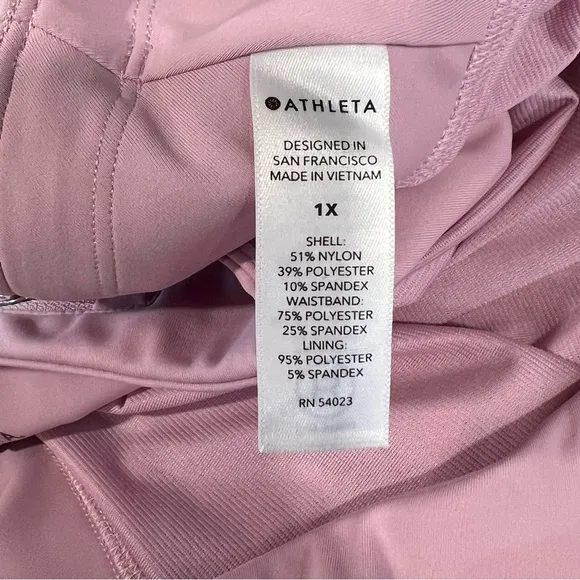 ATHLETA
DESIGNED IN
SAN FRANCISCO
MADE IN VIETNAM
1X
SHELL:
51% NYLON
39% POLYESTER
10% SPANDEX
WAISTBAND:
75% POLYESTER
25% SPANDEX
LINING:
95% POLYESTER
5% SPANDEX
RN 54023